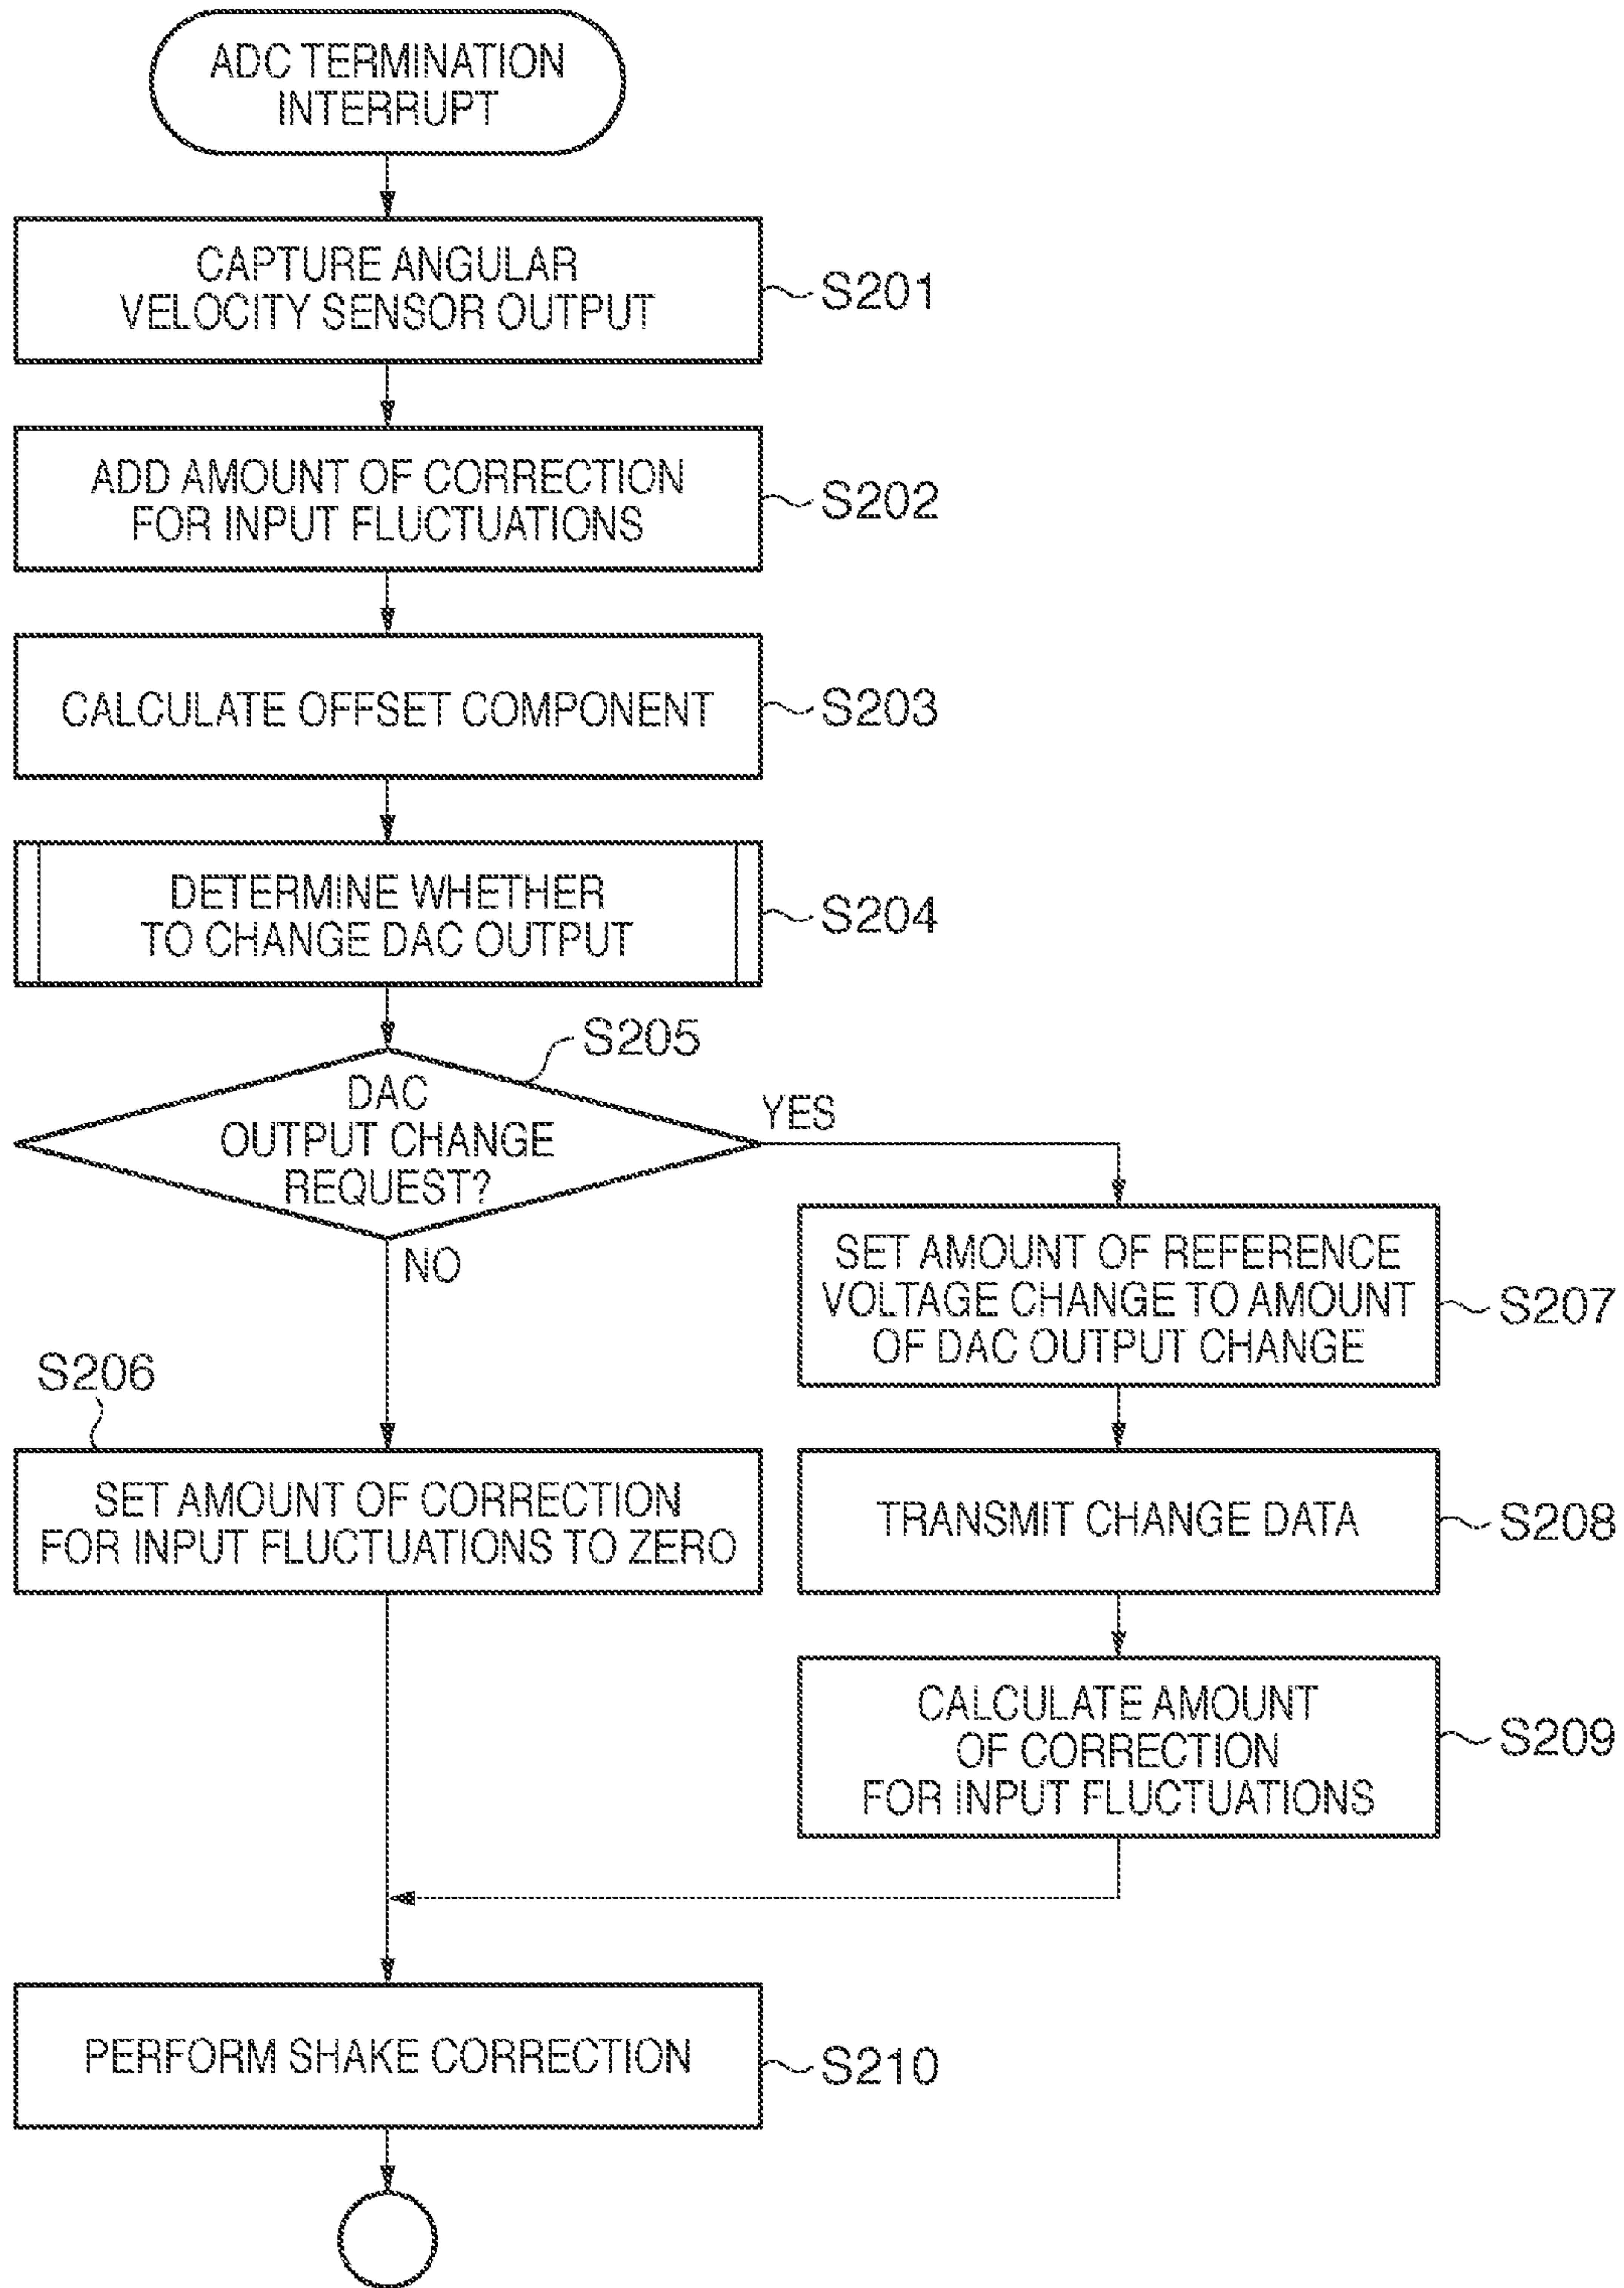 ADC TERMINATION
INTERRUPT
CAPTURE ANGULAR
VELOCITY SENSOR OUTPUT
S201
ADD AMOUNT OF CORRECTION
FOR INPUT FLUCTUATIONS
S202
CALCULATE OFFSET COMPONENT
S203
DETERMINE WHETHER
TO CHANGE DAC OUTPUT
S204
S205
DAC
OUTPUT CHANGE
REQUEST?
YES
NO
SET AMOUNT OF REFERENCE
VOLTAGE CHANGE TO AMOUNT
OF DAC OUTPUT CHANGE
S207
S206
SET AMOUNT OF CORRECTION
FOR INPUT FLUCTUATIONS TO ZERO
TRANSMIT CHANGE DATA
S208
CALCULATE AMOUNT
OF CORRECTION
FOR INPUT FLUCTUATIONS
S209
PERFORM SHAKE CORRECTION
S210